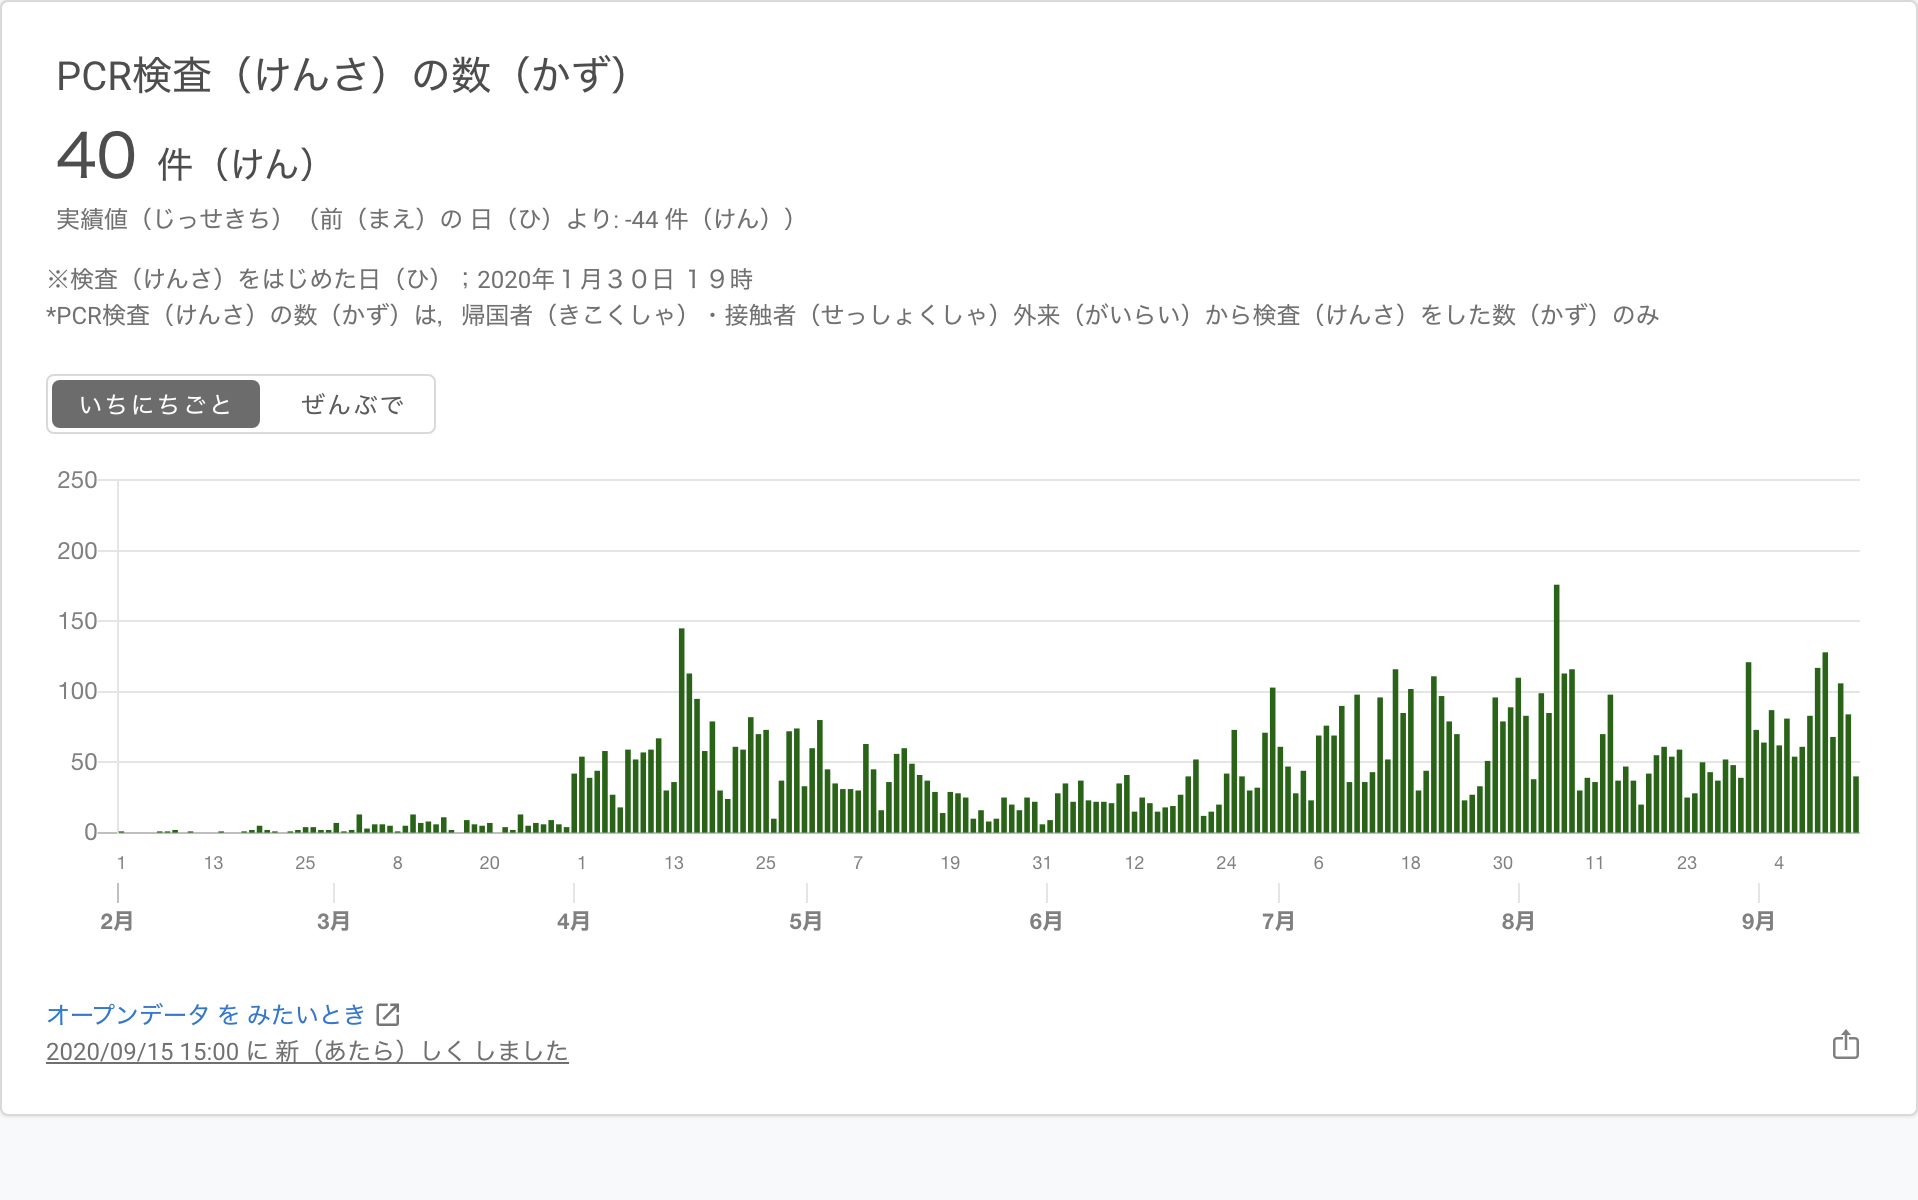 PCR検査（けんさ）の数（かず）
40 件（けん）
実績値（じっせきち）（前（まえ）の 日（ひ）より: -44 件（けん））
※検査（けんさ）をはじめた日（ひ）；2020年１月３０日 １９時
*PCR検査（けんさ）の数（かず）は，帰国者（きこくしゃ）・接触者（せっしょくしゃ）外来（がいらい）から検査（けんさ）をした数（かず）のみ
いちにちごと ぜんぶで
250
200
150
100
50
0
1 13 25 8 20 1 13 25 7 19 31 12 24 6 18 30 11 23 4
2月 3月 4月 5月 6月 7月 8月 9月
オープンデータ を みたいとき
2020/09/15 15:00 に 新（あたら）しく しました